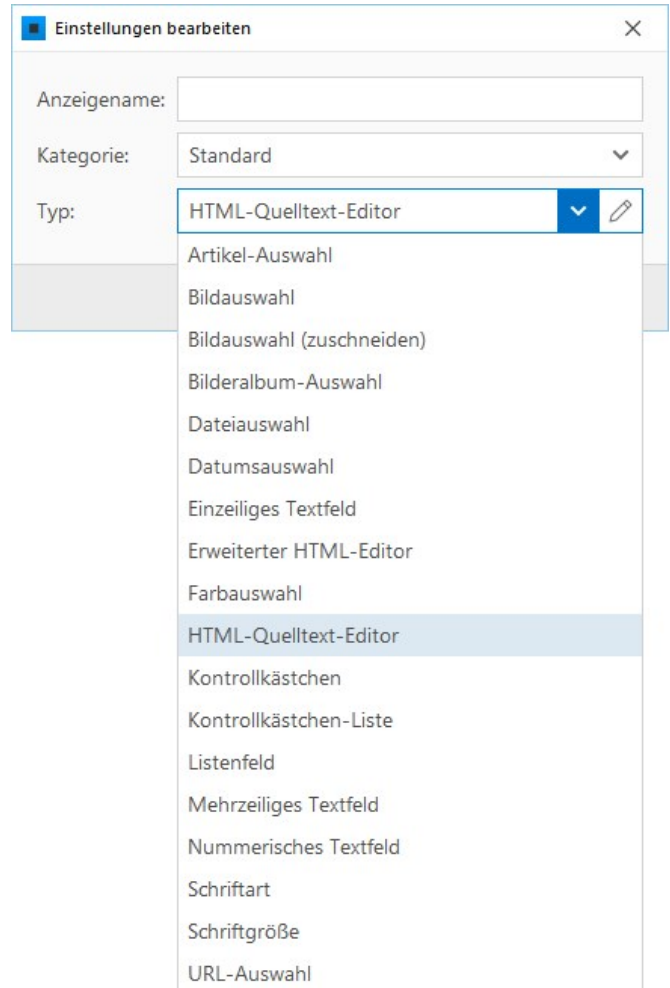 Einstellungen bearbeiten
Anzeigename:
Kategorie: Standard
Typ: HTML-Quelltext-Editor
Artikel-Auswahl
Bildauswahl
Bildauswahl (zuschneiden)
Bilderalbum-Auswahl
Dateiauswahl
Datumsauswahl
Einzeiliges Textfeld
Erweiterter HTML-Editor
Farbauswahl
HTML-Quelltext-Editor
Kontrollkästchen
Kontrollkästchen-Liste
Listenfeld
Mehrzeiliges Textfeld
Nummerisches Textfeld
Schriftart
Schriftgröße
URL-Auswahl